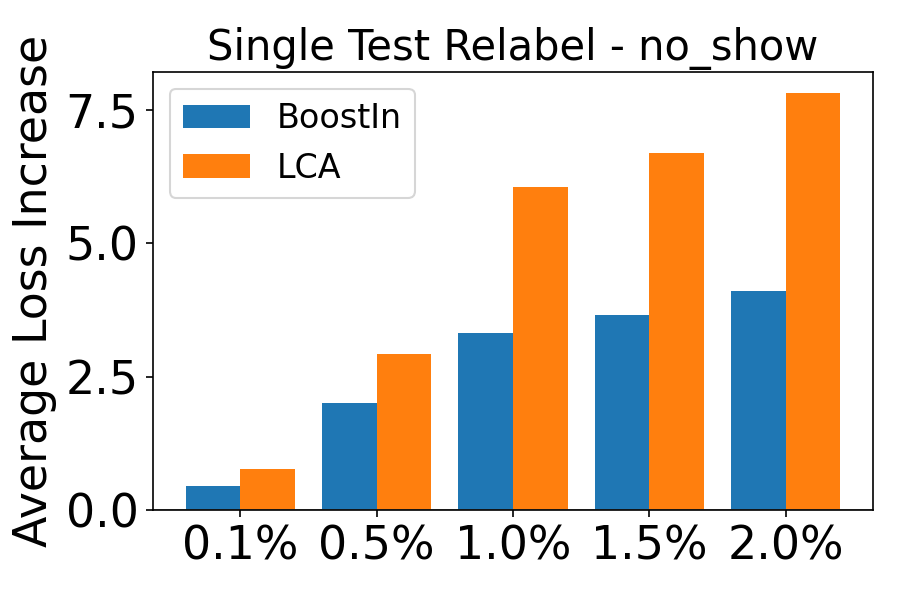 Single Test Relabel - no_show
Average Loss Increase
7.5
5.0
2.5
0.0
BoostIn
LCA
0.1% 0.5% 1.0% 1.5% 2.0%